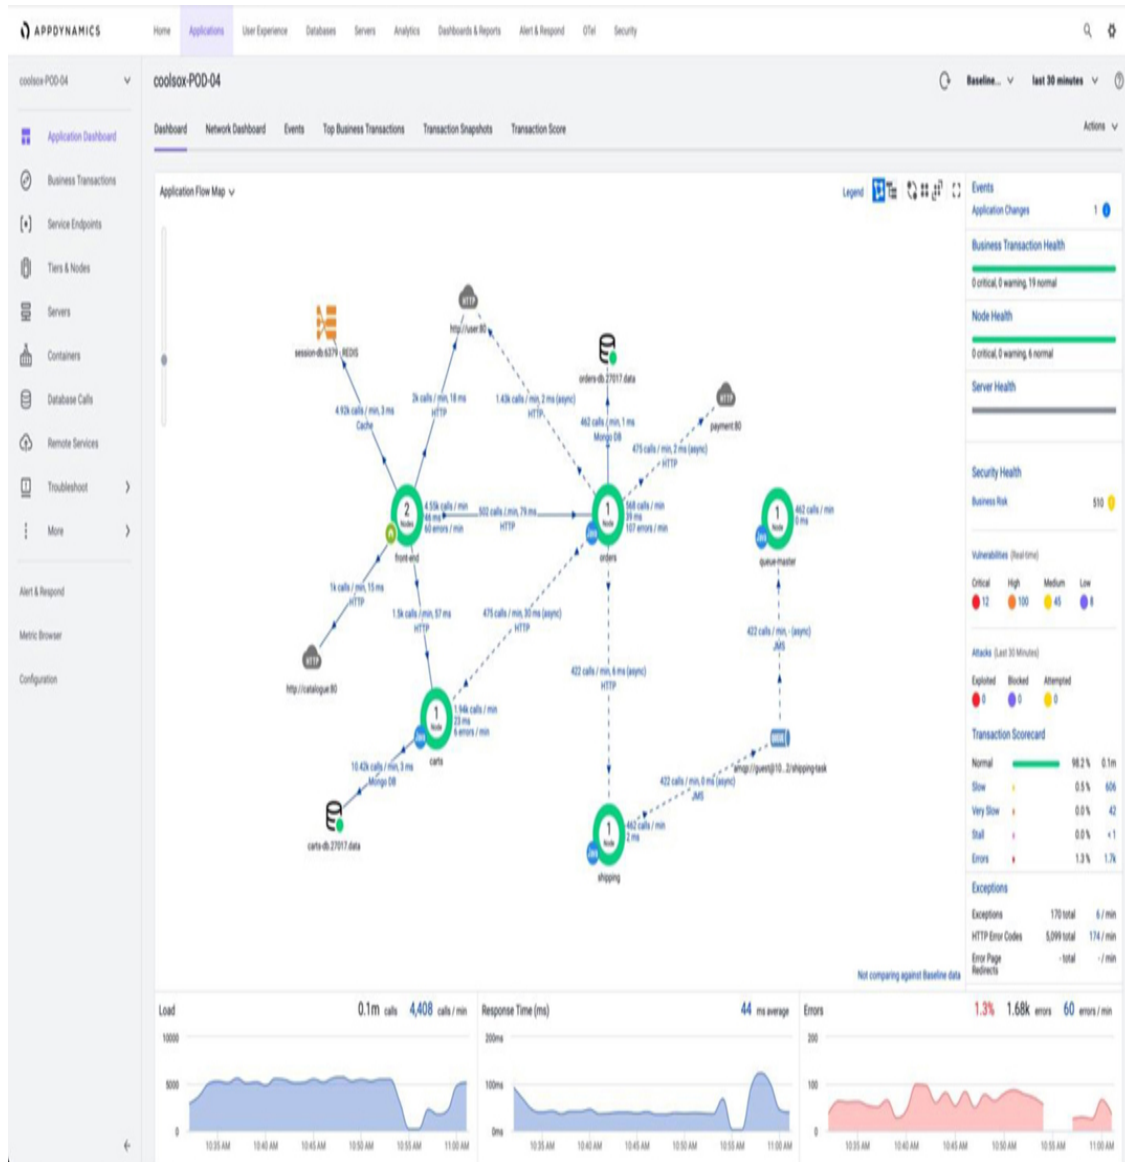 APPDYNAMICS
Home Applications User Experience Databases Servers Analytics Dashboards & Reports Alert & Respond OTel Security
coolsox-POD-04
coolsox-POD-04
Baseline... last 30 minutes
Application Dashboard
Business Transactions
Service Endpoints
Tiers & Nodes
Servers
Containers
Database Calls
Remote Services
Troubleshoot
More
Alert & Respond
Metric Browser
Configuration
Dashboard Network Dashboard Events Top Business Transactions Transaction Snapshots Transaction Score
Actions
Application Flow Map
Legend
HTTP
http://user:80
session-db:6379 - REDIS
orders-db:27017.data
HTTP
payment:80
4.92k calls / min, 3 ms
Cache
2k calls / min, 18 ms
HTTP
1.43k calls / min, 2 ms (async)
HTTP
462 calls / min, 1 ms
Mongo DB
475 calls / min, 2 ms (async)
HTTP
2
Nodes
4.55k calls / min
46 ms
60 errors / min
front-end
502 calls / min, 79 ms
HTTP
1
Node
Java
568 calls / min
39 ms
107 errors / min
orders
1
Node
Java
462 calls / min
0 ms
queue-master
1k calls / min, 15 ms
HTTP
1.5k calls / min, 57 ms
HTTP
475 calls / min, 30 ms (async)
HTTP
422 calls / min, - (async)
JMS
HTTP
http://catalogue:80
422 calls / min, 6 ms (async)
HTTP
1
Node
Java
1.94k calls / min
23 ms
6 errors / min
carts
10.42k calls / min, 3 ms
Mongo DB
carts-db:27017.data
amqp://guest@10...2/shipping-task
422 calls / min, 0 ms (async)
JMS
1
Node
Java
462 calls / min
2 ms
shipping
Not comparing against Baseline data
Events
Application Changes 1
Business Transaction Health
0 critical, 0 warning, 19 normal
Node Health
0 critical, 0 warning, 6 normal
Server Health
Security Health
Business Risk 510
Vulnerabilities (Real-time)
Critical High Medium Low
12 100 45 8
Attacks (Last 30 Minutes)
Exploited Blocked Attempted
0 0 0
Transaction Scorecard
Normal 98.2 % 0.1m
Slow 0.5 % 606
Very Slow 0.0 % 42
Stall 0.0 % < 1
Errors 1.3 % 1.7k
Exceptions
Exceptions 170 total 6 / min
HTTP Error Codes 5,099 total 174 / min
Error Page Redirects - total - / min
Load 0.1m calls 4,408 calls / min
10000
5000
0
10:35 AM 10:40 AM 10:45 AM 10:50 AM 10:55 AM 11:00 AM
Response Time (ms) 44 ms average
200ms
100ms
0ms
10:35 AM 10:40 AM 10:45 AM 10:50 AM 10:55 AM 11:00 AM
Errors 1.3% 1.68k errors 60 errors / min
200
100
0
10:35 AM 10:40 AM 10:45 AM 10:50 AM 10:55 AM 11:00 AM